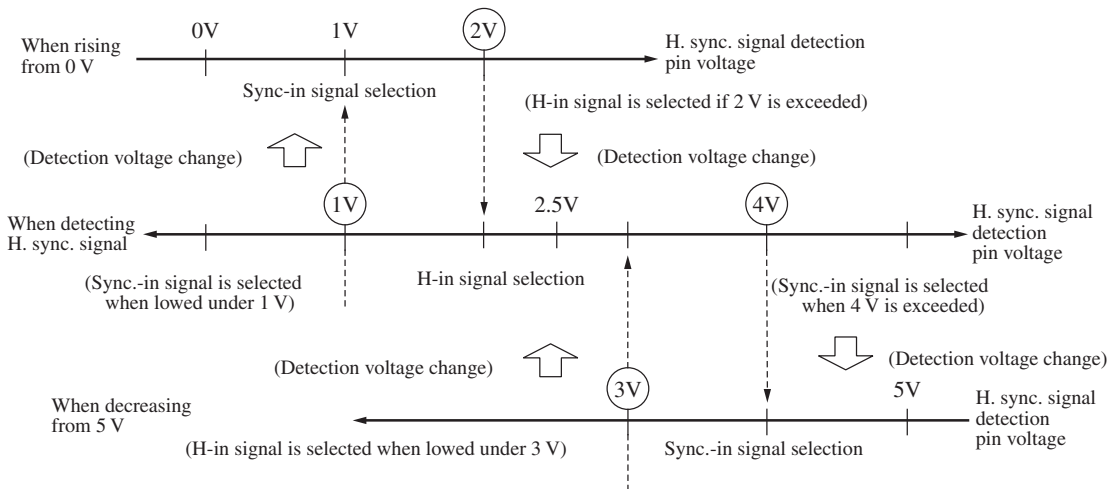 0V
1V
2V
When rising
from 0 V
H. sync. signal detection
pin voltage
Sync-in signal selection
(H-in signal is selected if 2 V is exceeded)
(Detection voltage change)
(Detection voltage change)
1V
2.5V
4V
When detecting
H. sync. signal
H. sync. signal
detection
pin voltage
(Sync.-in signal is selected
when lowed under 1 V)
H-in signal selection
(Sync.-in signal is selected
when 4 V is exceeded)
(Detection voltage change)
(Detection voltage change)
3V
5V
When decreasing
from 5 V
H. sync. signal
detection
pin voltage
(H-in signal is selected when lowed under 3 V)
Sync.-in signal selection